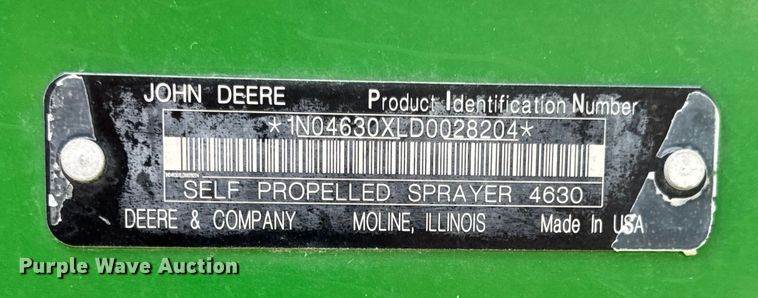 JOHN DEERE Product Identification Number
*1N04630XLD0028204*
SELF PROPELLED SPRAYER 4630
DEERE & COMPANY MOLINE, ILLINOIS Made In USA
Purple Wave Auction